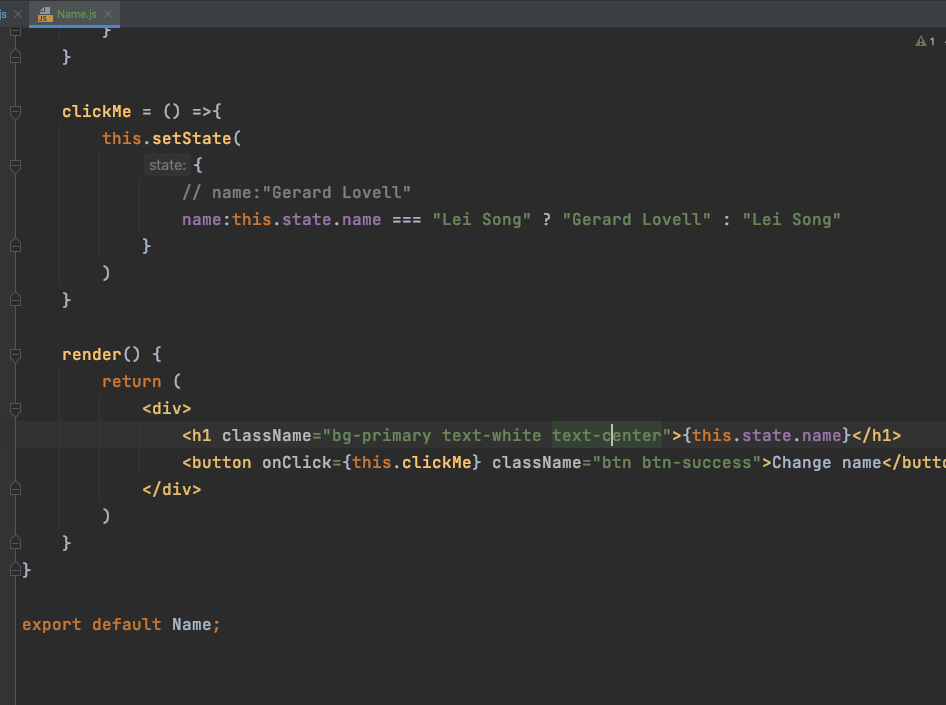 js × Name.js ×
}
}
1
clickMe = () =>{
this.setState(
state: {
// name:"Gerard Lovell"
name:this.state.name === "Lei Song" ? "Gerard Lovell" : "Lei Song"
}
)
}
render() {
return (
<div>
<h1 className="bg-primary text-white text-center">{this.state.name}</h1>
<button onClick={this.clickMe} className="btn btn-success">Change name</butto
</div>
)
}
}
export default Name;